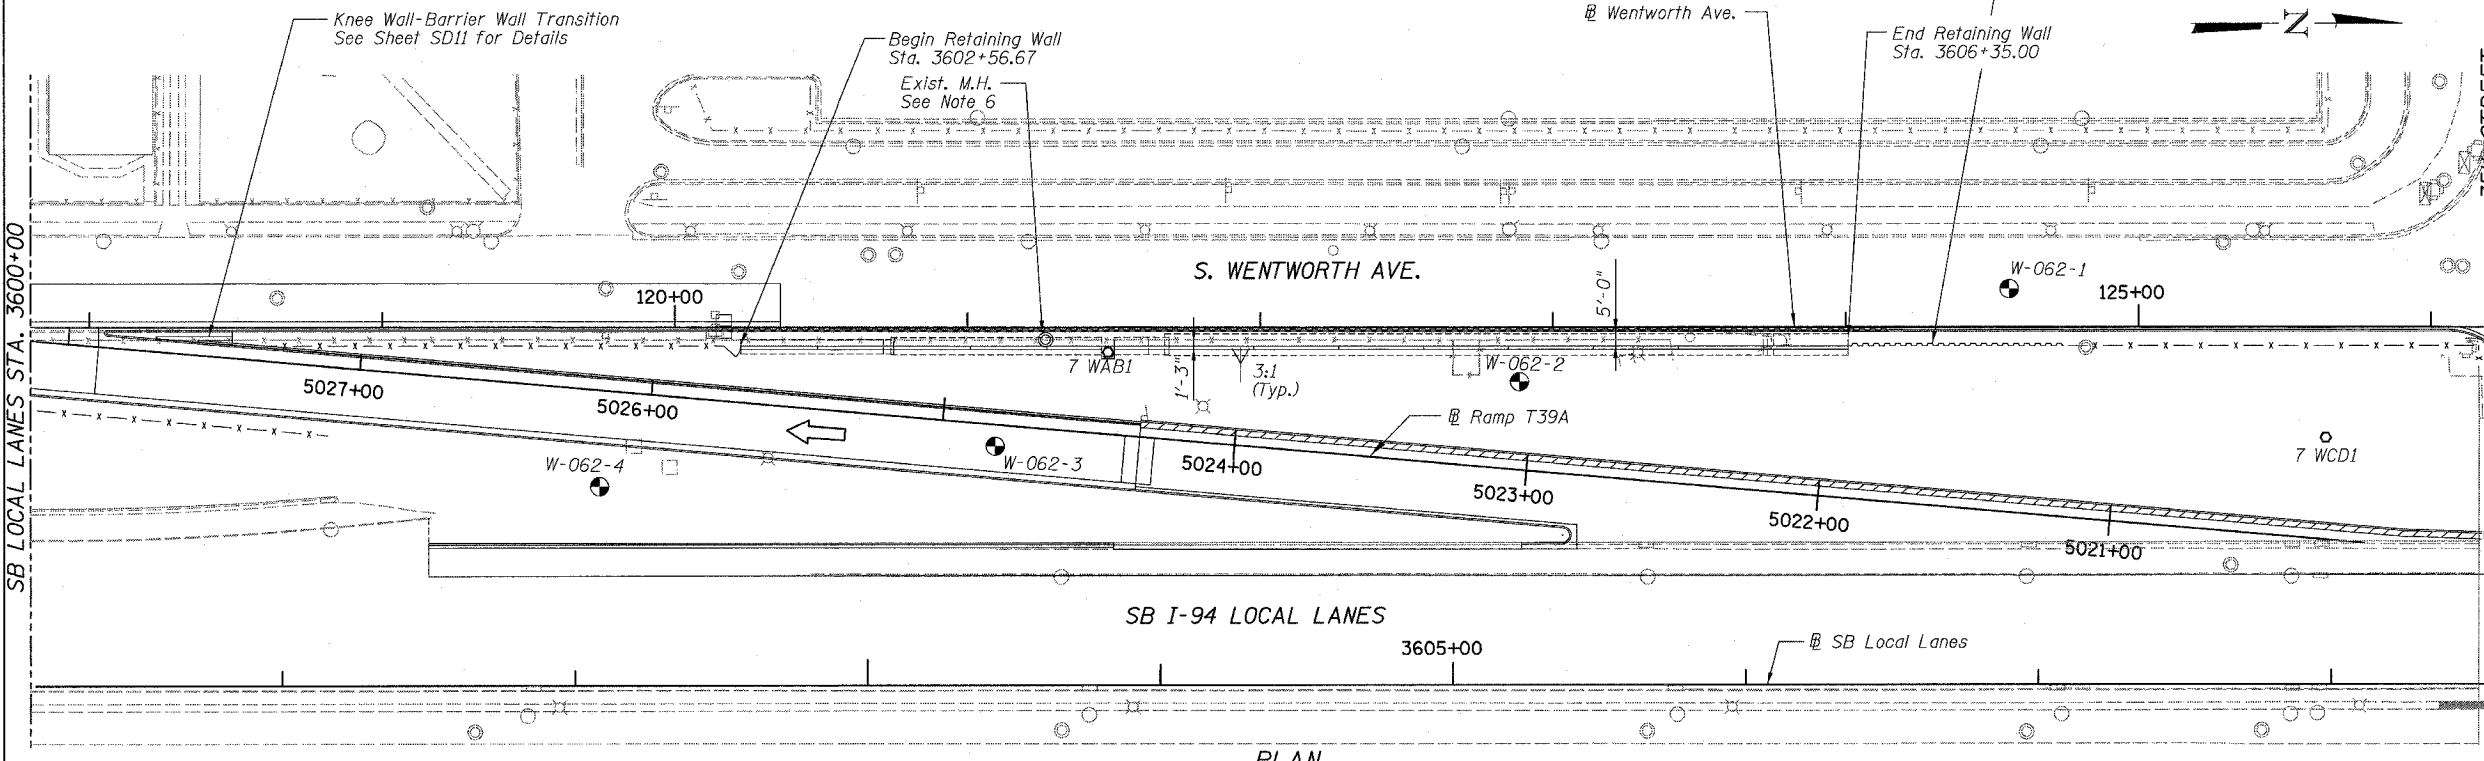 Knee Wall-Barrier Wall Transition
See Sheet SD11 for Details
Begin Retaining Wall
Sta. 3602+56.67
Exist. M.H.
See Note 6
℄ Wentworth Ave.
End Retaining Wall
Sta. 3606+35.00
N
SB LOCAL LANES STA. 3600+00
S. WENTWORTH AVE.
W-062-1
120+00
125+00
5'-0"
1'-3"
7 WAB1
3:1
(Typ.)
W-062-2
5027+00
5026+00
℄ Ramp T39A
W-062-4
W-062-3
5024+00
5023+00
5022+00
5021+00
7 WCD1
SB I-94 LOCAL LANES
3605+00
℄ SB Local Lanes
PLAN